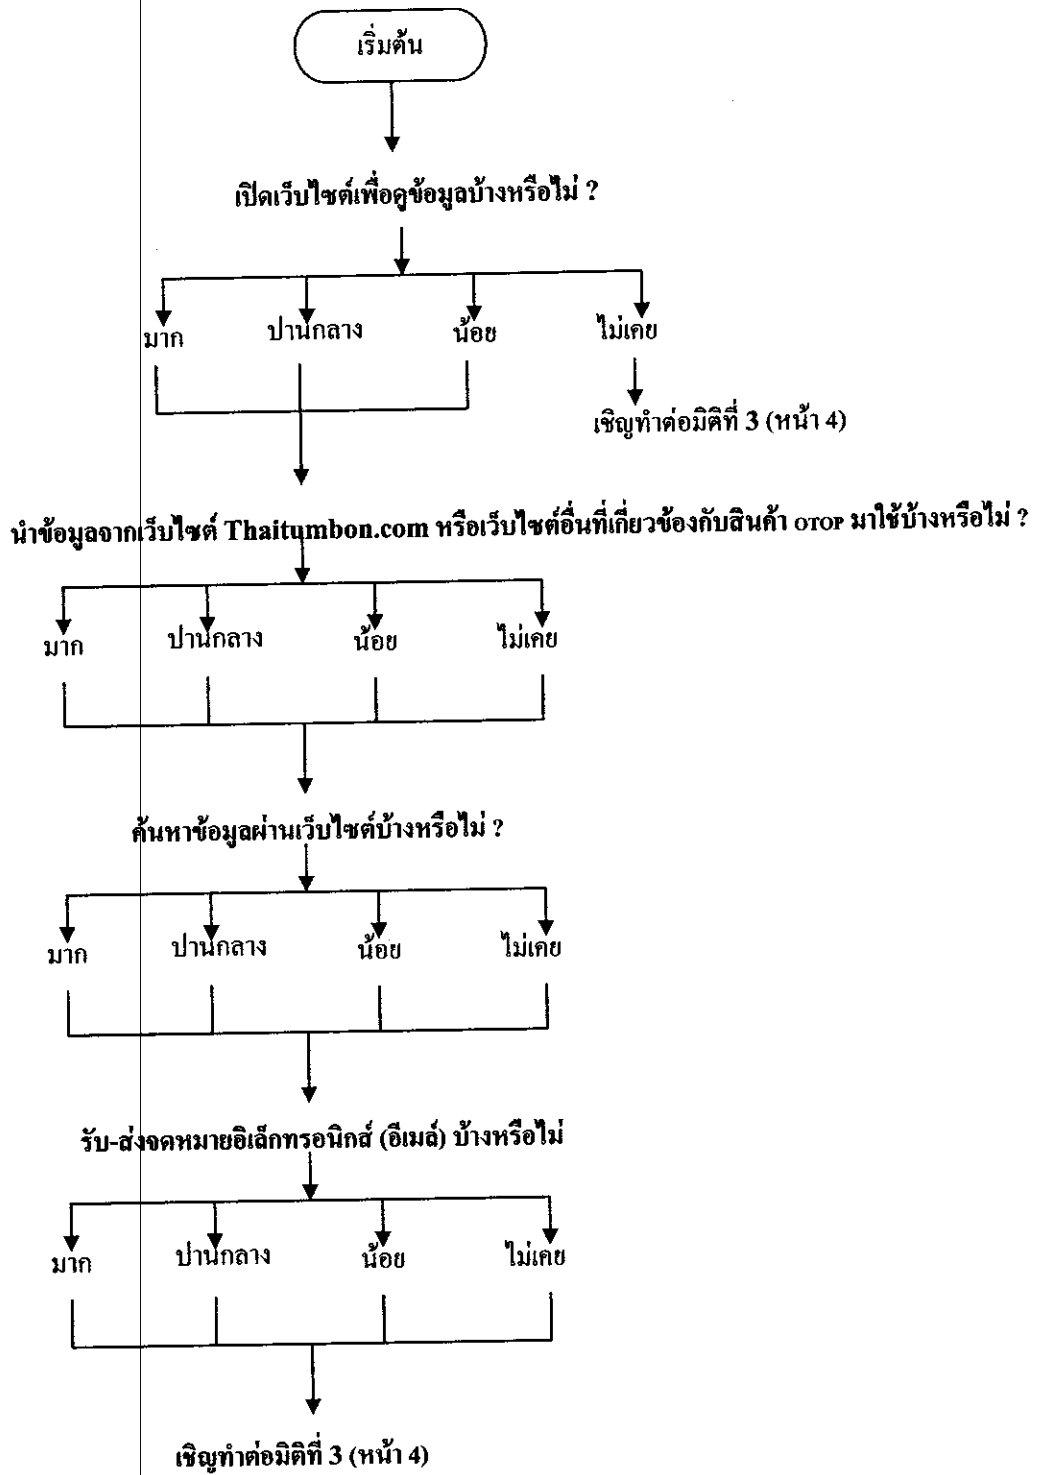 เริ่มต้น
เปิดเว็บไซต์เพื่อดูข้อมูลบ้างหรือไม่ ?
มาก ปานกลาง น้อย ไม่เคย
เชิญทำต่อมิติที่ 3 (หน้า 4)
นำข้อมูลจากเว็บไซต์ Thaitumbon.com หรือเว็บไซต์อื่นที่เกี่ยวข้องกับสินค้า OTOP มาใช้บ้างหรือไม่ ?
มาก ปานกลาง น้อย ไม่เคย
ค้นหาข้อมูลผ่านเว็บไซต์บ้างหรือไม่ ?
มาก ปานกลาง น้อย ไม่เคย
รับ-ส่งจดหมายอิเล็กทรอนิกส์ (อีเมล์) บ้างหรือไม่
มาก ปานกลาง น้อย ไม่เคย
เชิญทำต่อมิติที่ 3 (หน้า 4)